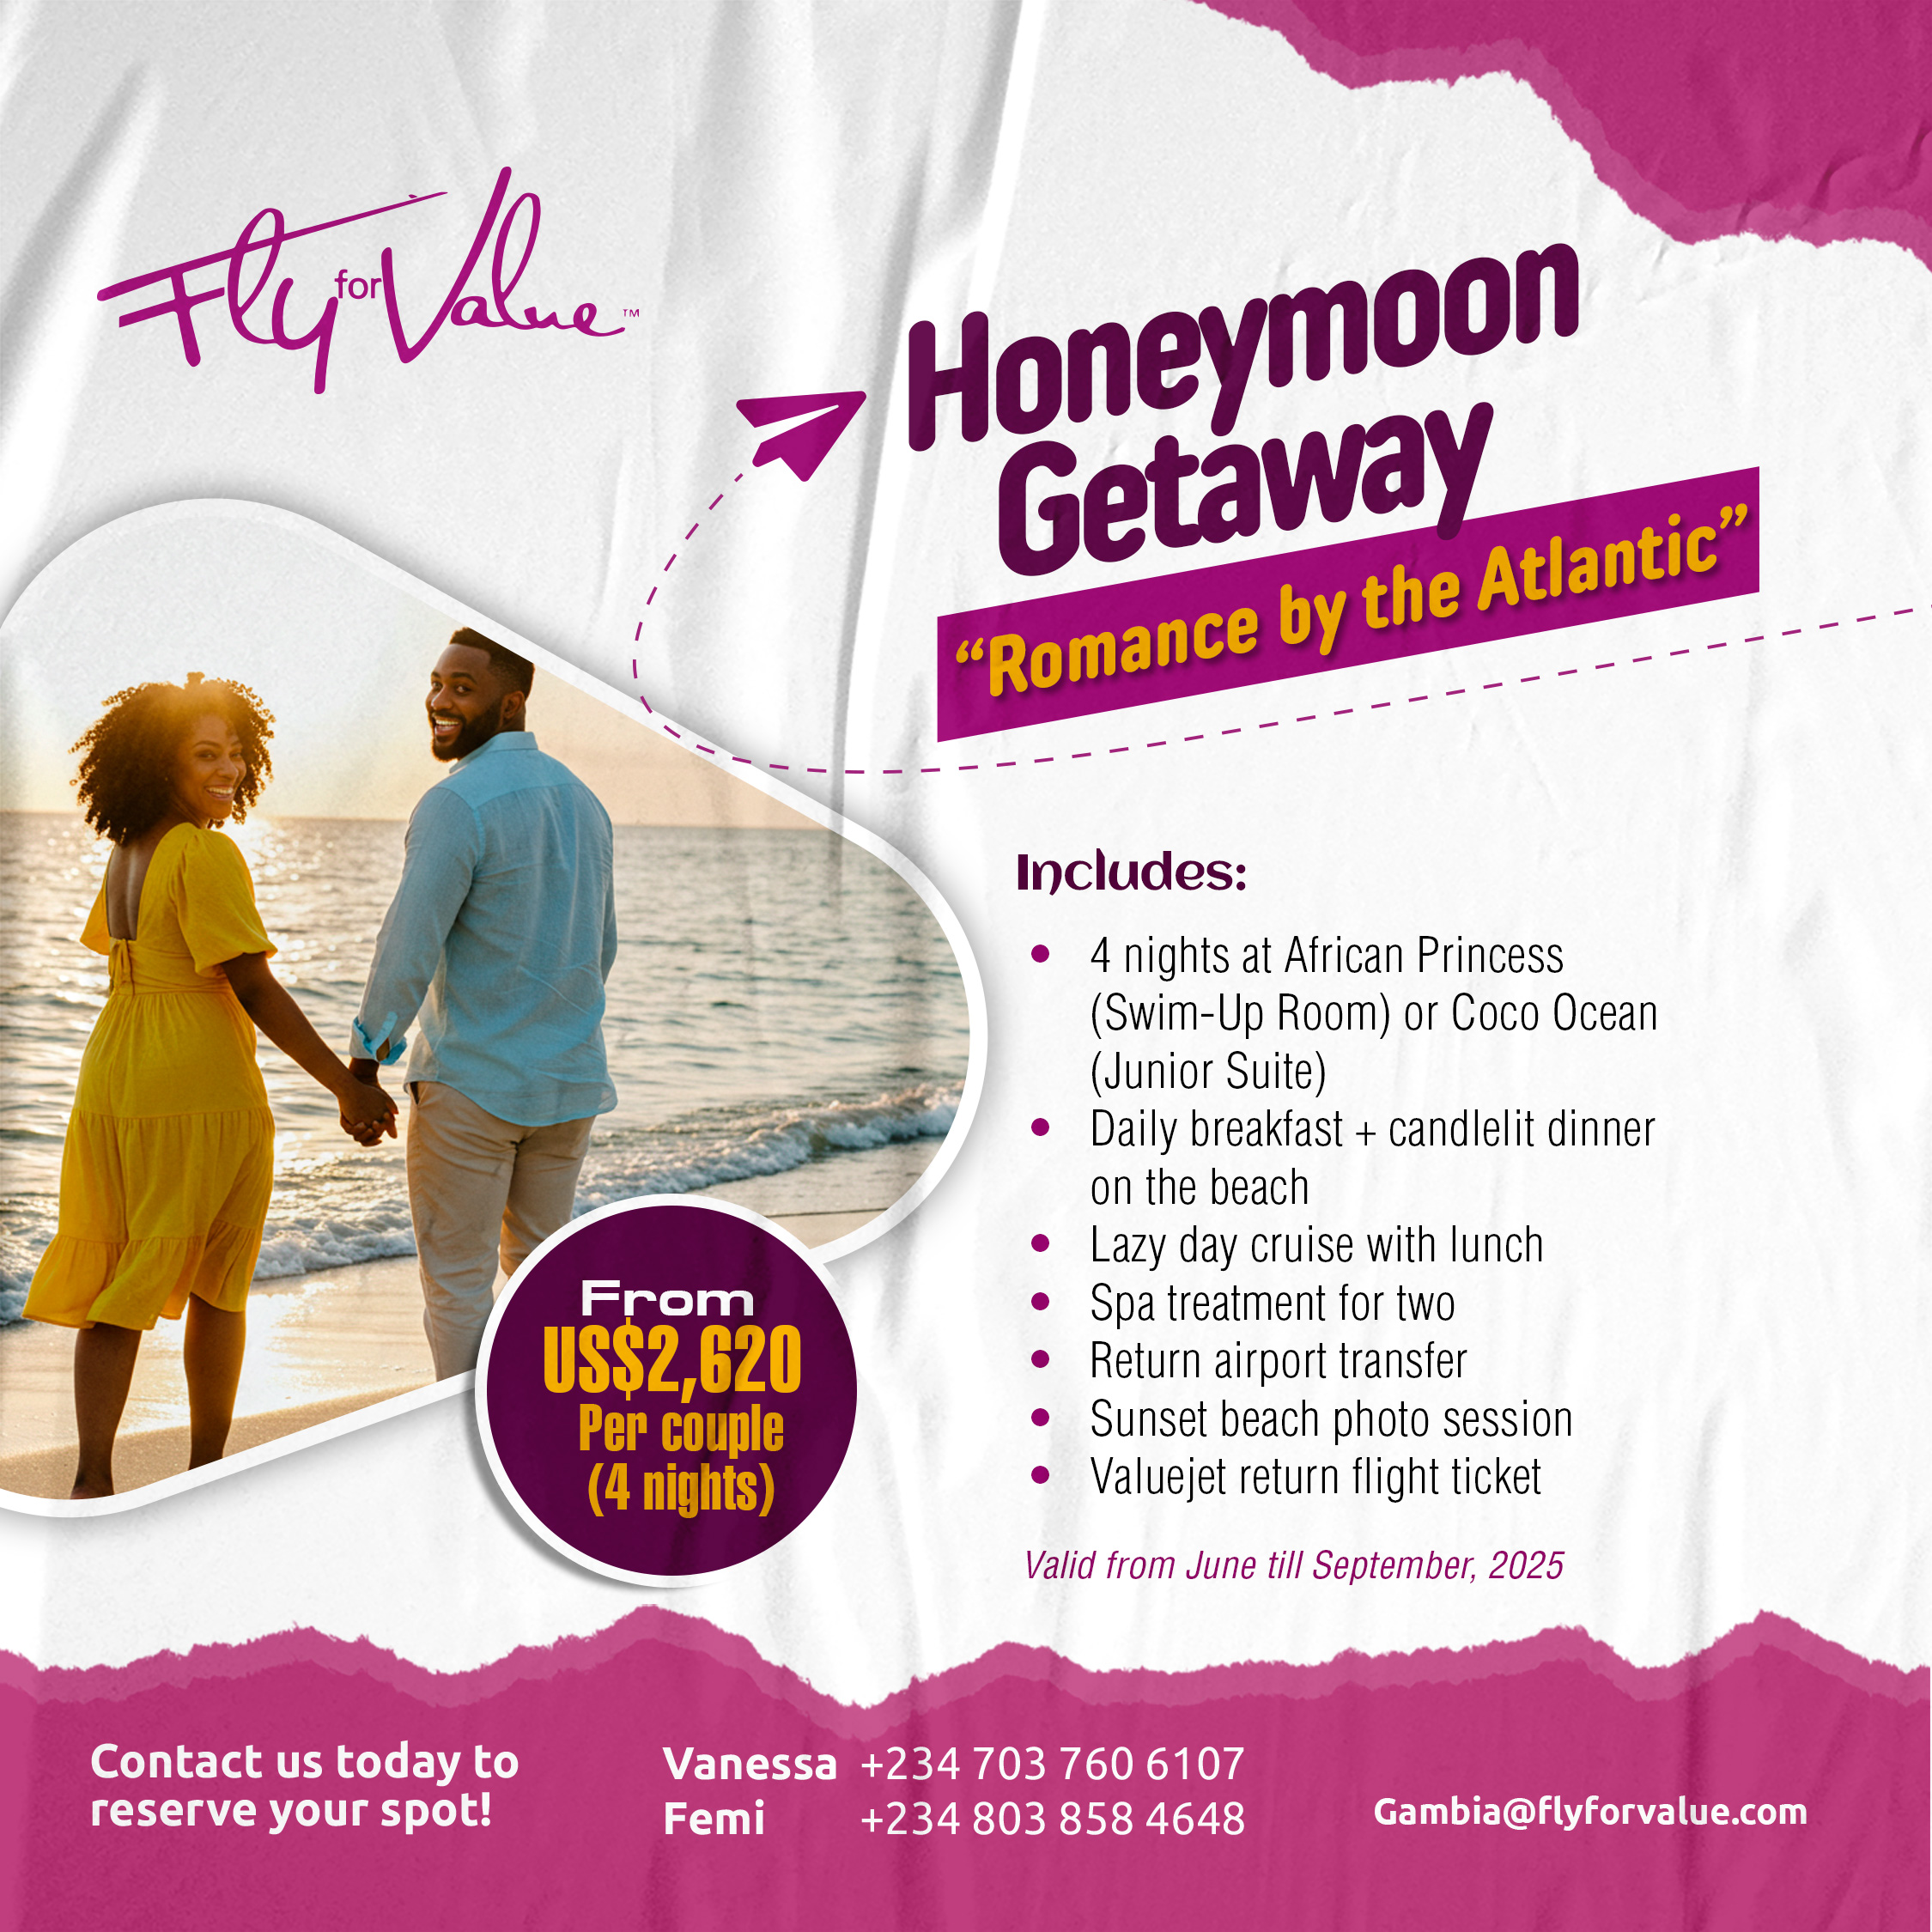 Fly for Value™
Honeymoon
Getaway
“Romance by the Atlantic”
Includes:
• 4 nights at African Princess
(Swim-Up Room) or Coco Ocean
(Junior Suite)
• Daily breakfast + candlelit dinner
on the beach
• Lazy day cruise with lunch
• Spa treatment for two
• Return airport transfer
• Sunset beach photo session
• Valuejet return flight ticket
Valid from June till September, 2025
From
US$2,620
Per couple
(4 nights)
Contact us today to
reserve your spot!
Vanessa +234 703 760 6107
Femi +234 803 858 4648
Gambia@flyforvalue.com